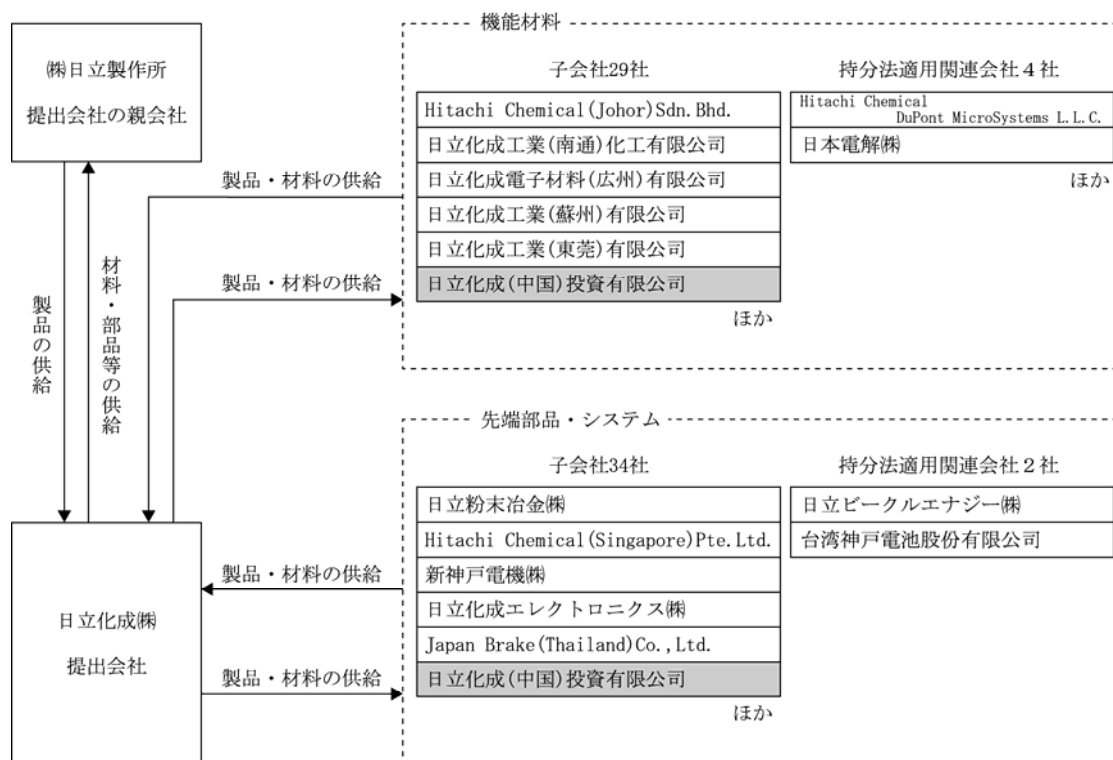 ㈱日立製作所
提出会社の親会社
製品の供給
材料・部品等の供給
日立化成㈱
提出会社
製品・材料の供給
製品・材料の供給
機能材料
子会社29社
Hitachi Chemical(Johor)Sdn.Bhd.
日立化成工業(南通)化工有限公司
日立化成電子材料(広州)有限公司
日立化成工業(蘇州)有限公司
日立化成工業(東莞)有限公司
日立化成(中国)投資有限公司
ほか
持分法適用関連会社４社
Hitachi Chemical
DuPont MicroSystems L.L.C.
日本電解㈱
ほか
製品・材料の供給
製品・材料の供給
先端部品・システム
子会社34社
日立粉末冶金㈱
Hitachi Chemical(Singapore)Pte.Ltd.
新神戸電機㈱
日立化成エレクトロニクス㈱
Japan Brake(Thailand)Co.,Ltd.
日立化成(中国)投資有限公司
ほか
持分法適用関連会社２社
日立ビークルエナジー㈱
台湾神戸電池股份有限公司